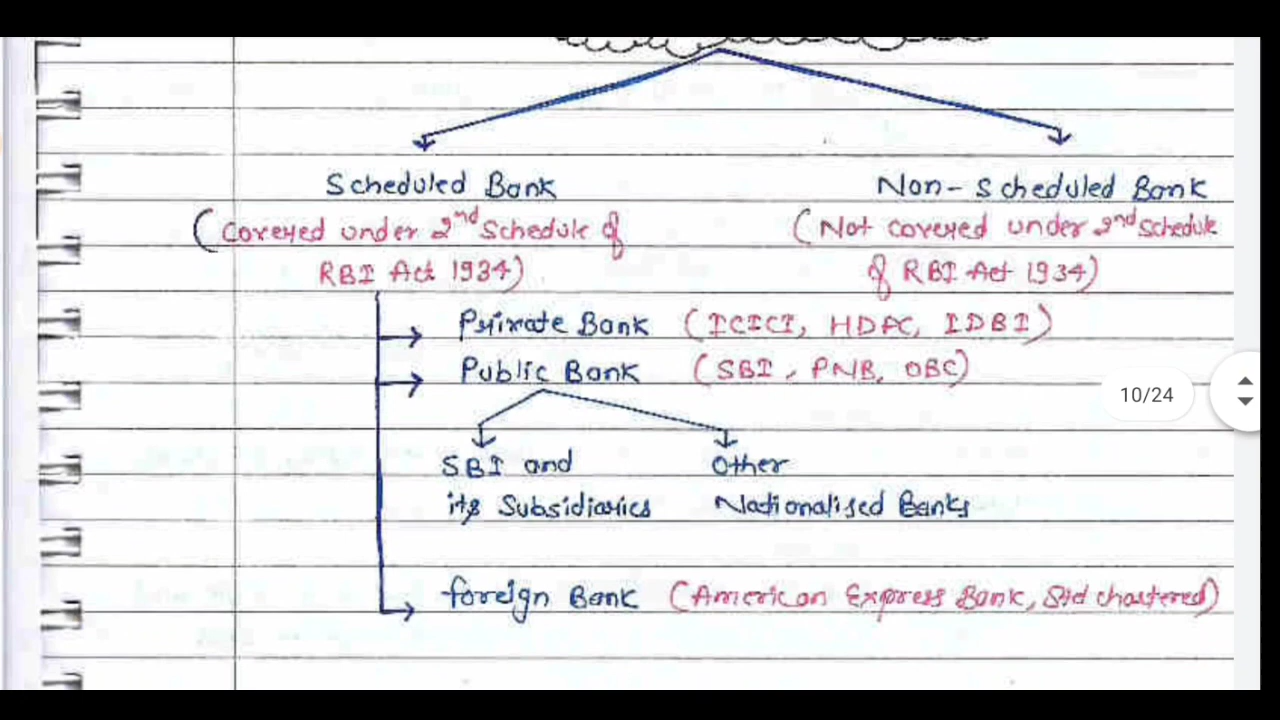 Scheduled Bank
Non-Scheduled Bank
(Covered under 2nd Schedule of
RBI Act 1934)
(Not covered under 2nd Schedule
of RBI Act 1934)
Private Bank (ICICI, HDFC, IDBI)
Public Bank (SBI, PNB, OBC)
10/24
SBI and
its Subsidiaries
Other
Nationalised Banks
foreign Bank (American Express Bank, Std chartered)